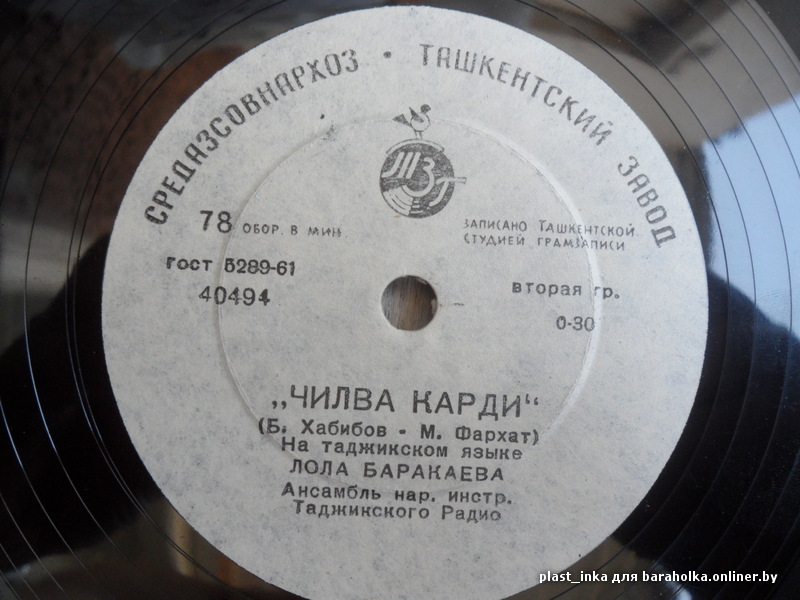 СРЕДАЗСОВНАРХОЗ • ТАШКЕНТСКИЙ ЗАВОД
ТЗГ
78 ОБОР. В МИН.
ЗАПИСАНО ТАШКЕНТСКОЙ
СТУДИЕЙ ГРАМЗАПИСИ
ГОСТ 5289-61
40494
вторая гр.
0-30
„ЧИЛВА КАРДИ“
(Б. Хабибов - М. Фархат)
На таджикском языке
ЛОЛА БАРАКАЕВА
Ансамбль нар. инстр.
Таджикского Радио
plast_inka для baraholka.onliner.by